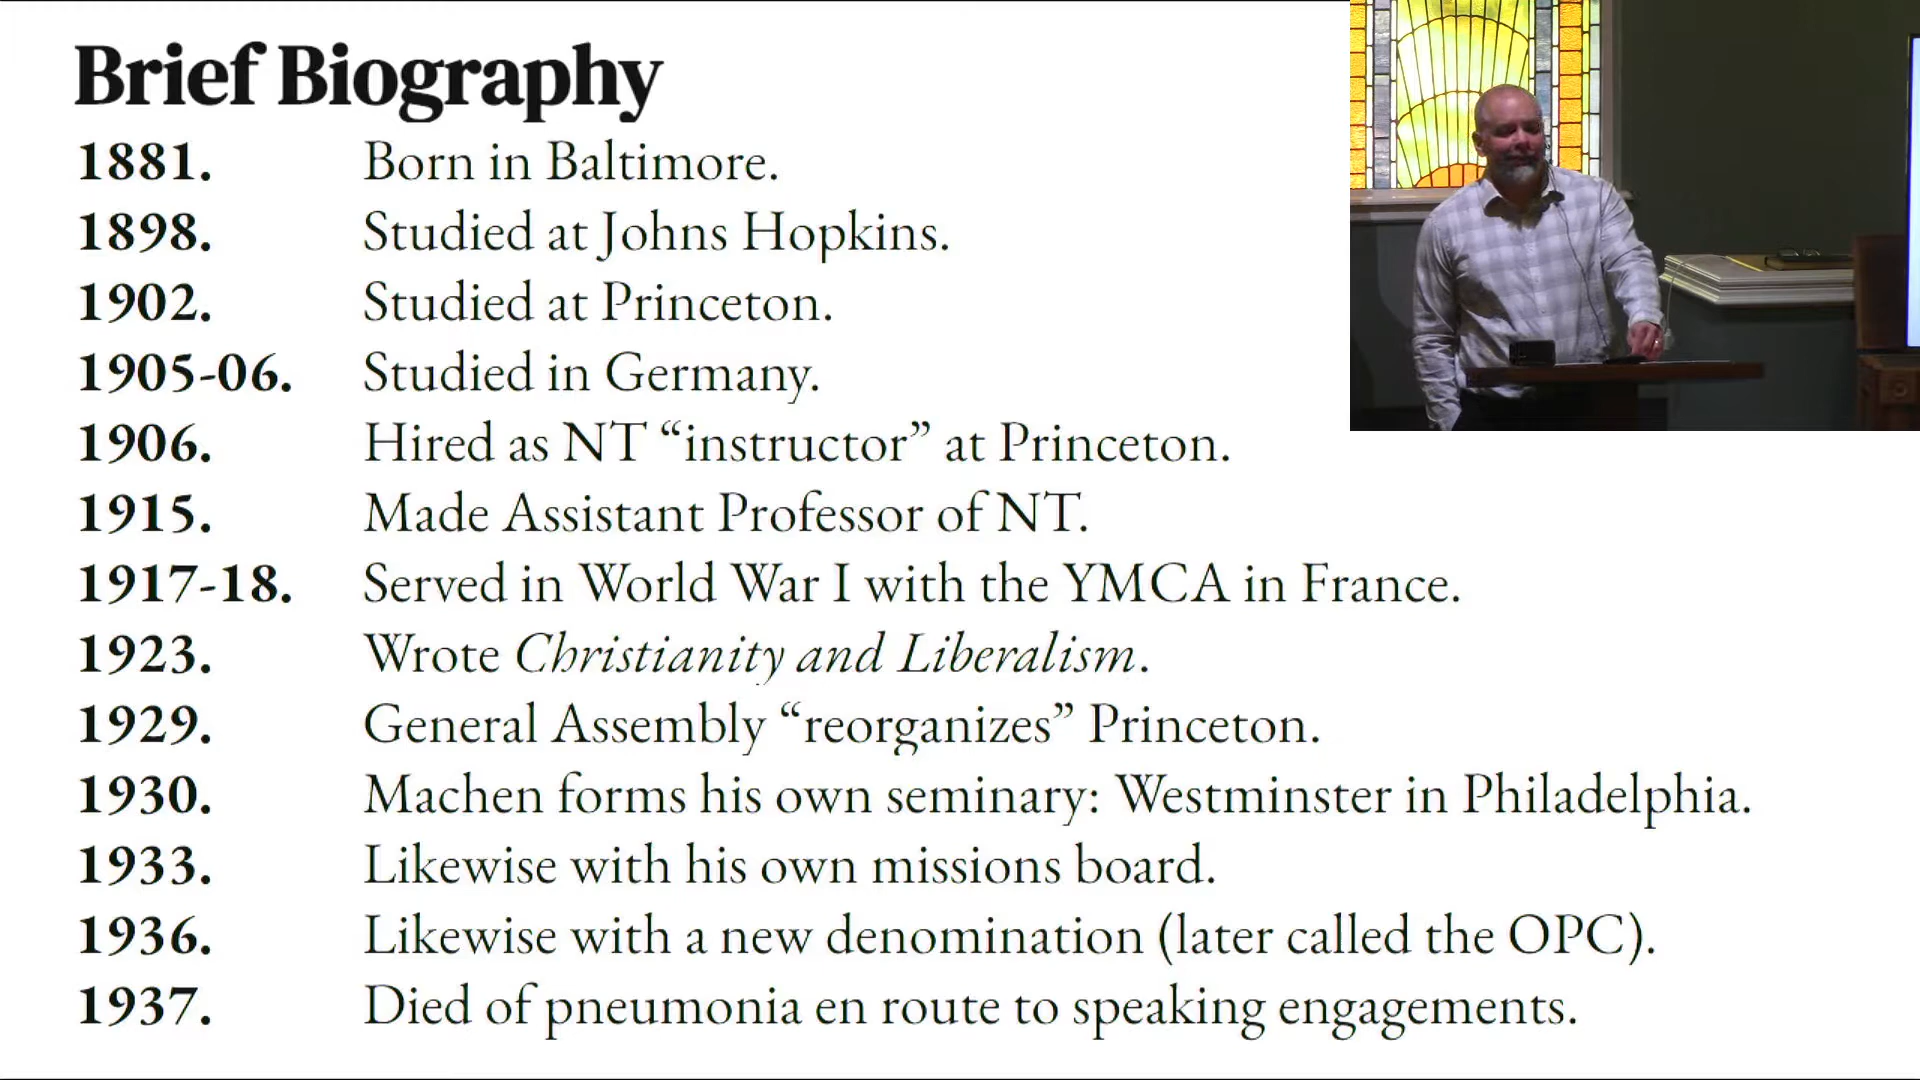 Brief Biography
1881. Born in Baltimore.
1898. Studied at Johns Hopkins.
1902. Studied at Princeton.
1905-06. Studied in Germany.
1906. Hired as NT “instructor” at Princeton.
1915. Made Assistant Professor of NT.
1917-18. Served in World War I with the YMCA in France.
1923. Wrote Christianity and Liberalism.
1929. General Assembly “reorganizes” Princeton.
1930. Machen forms his own seminary: Westminster in Philadelphia.
1933. Likewise with his own missions board.
1936. Likewise with a new denomination (later called the OPC).
1937. Died of pneumonia en route to speaking engagements.